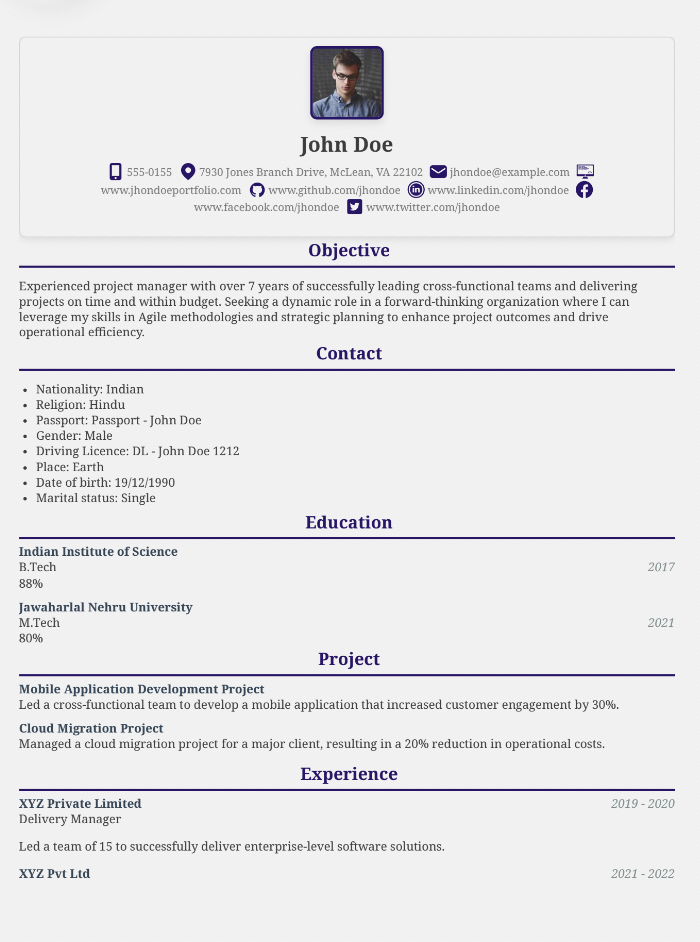 John Doe
555-0155 7930 Jones Branch Drive, McLean, VA 22102 jhondoe@example.com
www.jhondoeportfolio.com www.github.com/jhondoe www.linkedin.com/jhondoe
www.facebook.com/jhondoe www.twitter.com/jhondoe
Objective
Experienced project manager with over 7 years of successfully leading cross-functional teams and delivering
projects on time and within budget. Seeking a dynamic role in a forward-thinking organization where I can
leverage my skills in Agile methodologies and strategic planning to enhance project outcomes and drive
operational efficiency.
Contact
• Nationality: Indian
• Religion: Hindu
• Passport: Passport - John Doe
• Gender: Male
• Driving Licence: DL - John Doe 1212
• Place: Earth
• Date of birth: 19/12/1990
• Marital status: Single
Education
Indian Institute of Science
B.Tech 2017
88%
Jawaharlal Nehru University
M.Tech 2021
80%
Project
Mobile Application Development Project
Led a cross-functional team to develop a mobile application that increased customer engagement by 30%.
Cloud Migration Project
Managed a cloud migration project for a major client, resulting in a 20% reduction in operational costs.
Experience
XYZ Private Limited 2019 - 2020
Delivery Manager
Led a team of 15 to successfully deliver enterprise-level software solutions.
XYZ Pvt Ltd 2021 - 2022